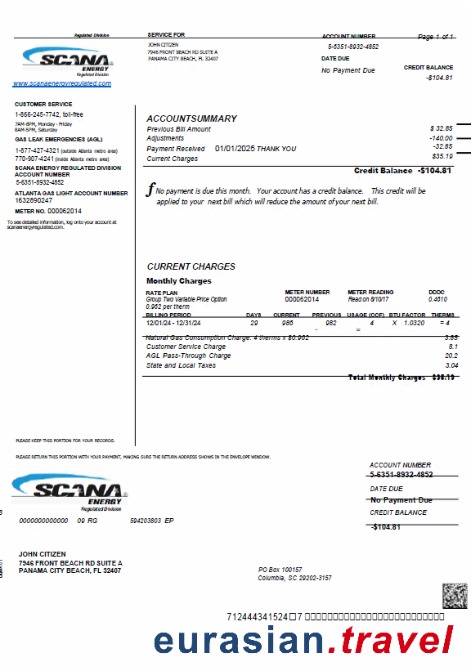 Regulated Division
SERVICE FOR
ACCOUNT NUMBER
Page 1 of 1
JOHN CITIZEN
7946 FRONT BEACH RD SUITE A
PANAMA CITY BEACH, FL 32407
5-6351-8932-4852
DATE DUE
No Payment Due
CREDIT BALANCE
-$104.81
SCANA
ENERGY
Regulated Division
www.scanaenergyregulated.com
CUSTOMER SERVICE
1-866-245-7742, toll-free
7AM-8PM, Monday - Friday
8AM-5PM, Saturday
GAS LEAK EMERGENCIES (AGL)
1-877-427-4321 (outside Atlanta metro area)
770-907-4241 (inside Atlanta metro area)
SCANA ENERGY REGULATED DIVISION
ACCOUNT NUMBER
5-6351-8932-4852
ATLANTA GAS LIGHT ACCOUNT NUMBER
1632890247
METER NO. 000062014
To see detailed information, log onto your account at
scanaenergyregulated.com.
ACCOUNTSUMMARY
Previous Bill Amount $ 32.85
Adjustments -140.00
Payment Received 01/01/2025 THANK YOU -32.85
Current Charges $35.19
Credit Balance -$104.81
f No payment is due this month. Your account has a credit balance. This credit will be
applied to your next bill which will reduce the amount of your next bill.
CURRENT CHARGES
Monthly Charges
RATE PLAN METER NUMBER METER READING DDDC
Group Two Variable Price Option 000062014 Read on 8/10/17 0.4010
0.962 per therm
BILLING PERIOD DAYS CURRENT PREVIOUS USAGE (CCF) BTU FACTOR THERMS
12/01/24 - 12/31/24 29 986 982 4 X 1.0320 = 4
- =
Natural Gas Consumption Charge: 4 therms x $0.962 3.85
Customer Service Charge 8.1
AGL Pass-Through Charge 20.2
State and Local Taxes 3.04
Total Monthly Charges $35.19
PLEASE KEEP THIS PORTION FOR YOUR RECORDS.
PLEASE RETURN THIS PORTION WITH YOUR PAYMENT, MAKING SURE THE RETURN ADDRESS SHOWS IN THE ENVELOPE WINDOW.
SCANA
ENERGY
Regulated Division
ACCOUNT NUMBER
5-6351-8932-4852
DATE DUE
No Payment Due
CREDIT BALANCE
-$104.81
0000000000000 09 RG 594203803 EP
JOHN CITIZEN
7946 FRONT BEACH RD SUITE A
PANAMA CITY BEACH, FL 32407
PO Box 100157
Columbia, SC 29202-3157
712444341524
eurasian.travel